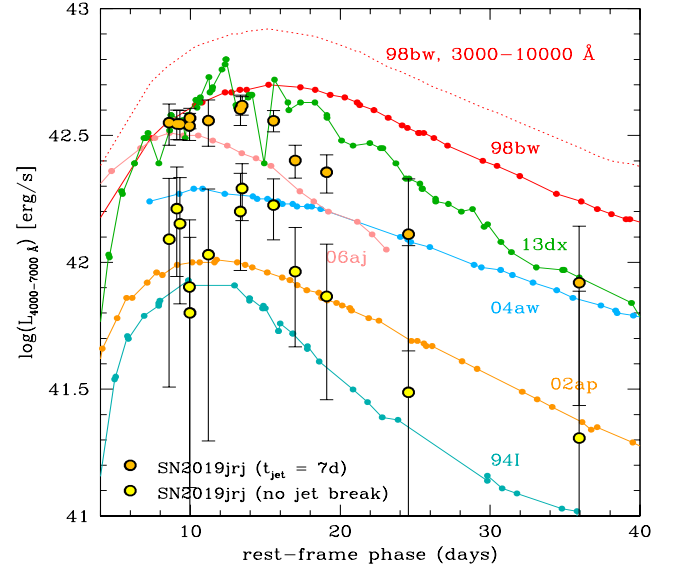 43
98bw, 3000−10000 Å
42.5
98bw
13dx
06aj
04aw
42
log(L4000−7000 Å) [erg/s]
02ap
41.5
94I
SN2019jrj (tjet = 7d)
SN2019jrj (no jet break)
41
10 20 30 40
rest−frame phase (days)